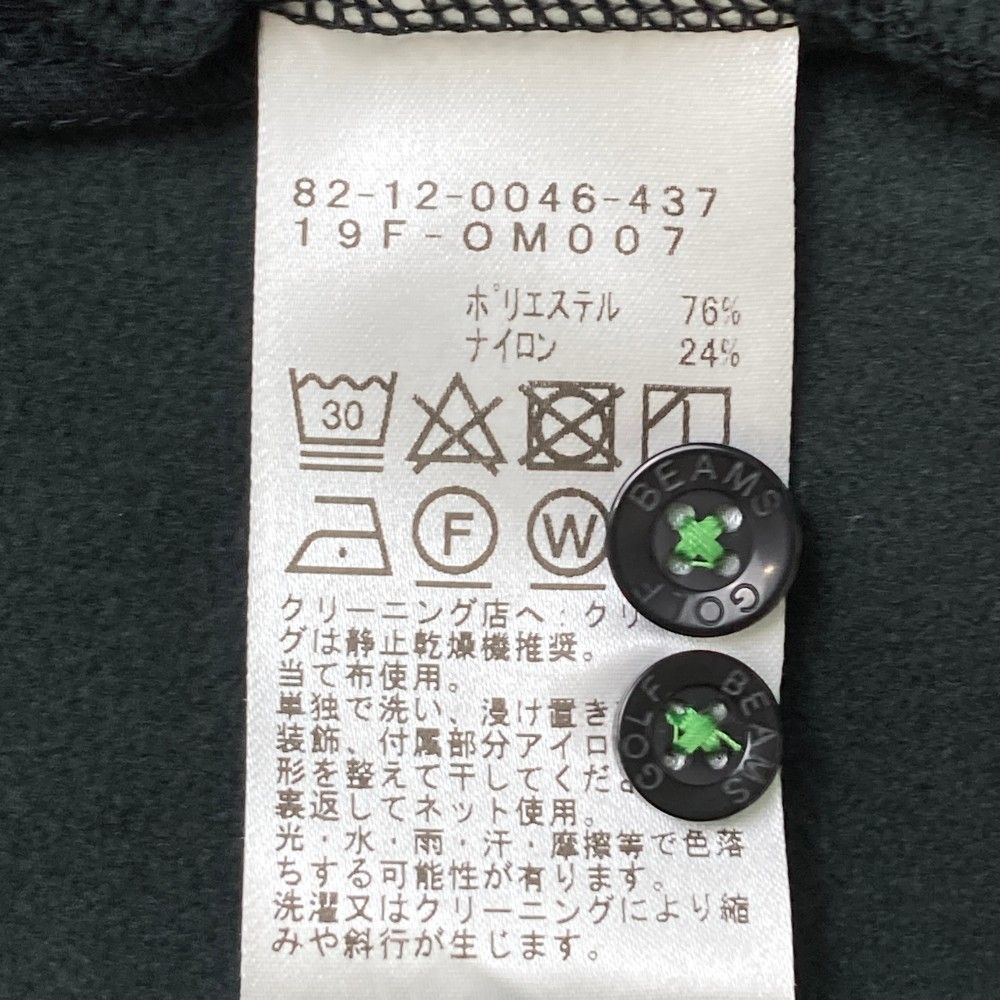 82-12-0046-437
19F-OM007
ポリエステル 76%
ナイロン 24%
30
F
W
クリーニング店へ:クリ
グは静止乾燥機推奨。
当て布使用。
単独で洗い、浸け置き
装飾、付属部分アイロ
形を整えて干してくだ
裏返してネット使用。
光・水・雨・汗・摩擦等で色落
ちする可能性が有ります。
洗濯又はクリーニングにより縮
みや斜行が生じます。
BEAMS GOLF
BEAMS GOLF